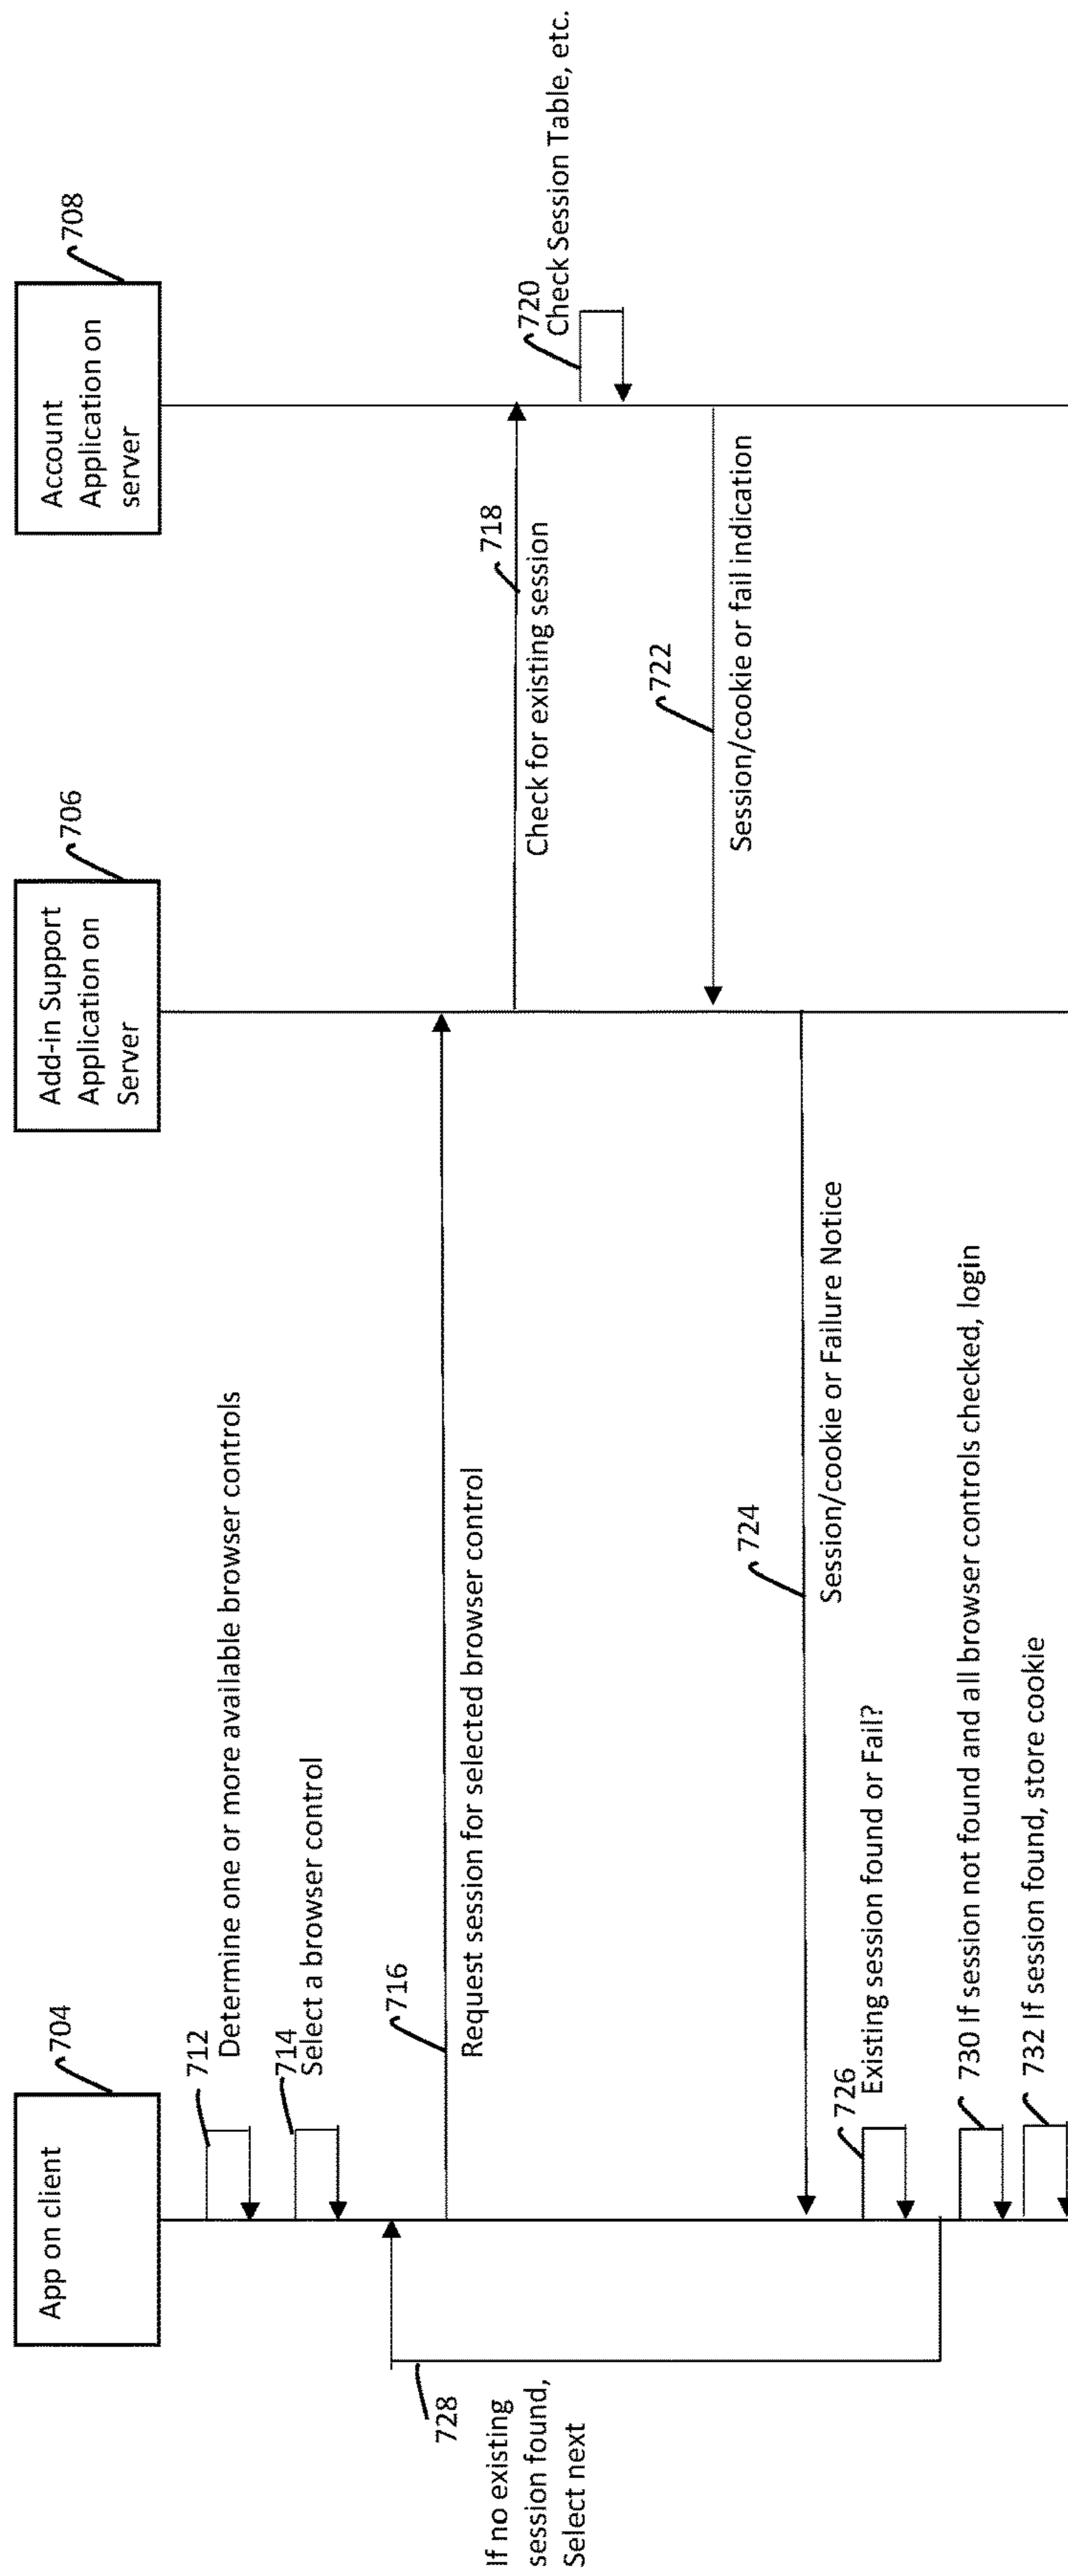 App on client
704
Add-in Support
Application on
Server
706
Account
Application on
server
708
712
Determine one or more available browser controls
714
Select a browser control
716
Request session for selected browser control
718
Check for existing session
720
Check Session Table, etc.
722
Session/cookie or fail indication
724
Session/cookie or Failure Notice
726
Existing session found or Fail?
728
If no existing
session found,
Select next
730 If session not found and all browser controls checked, login
732 If session found, store cookie